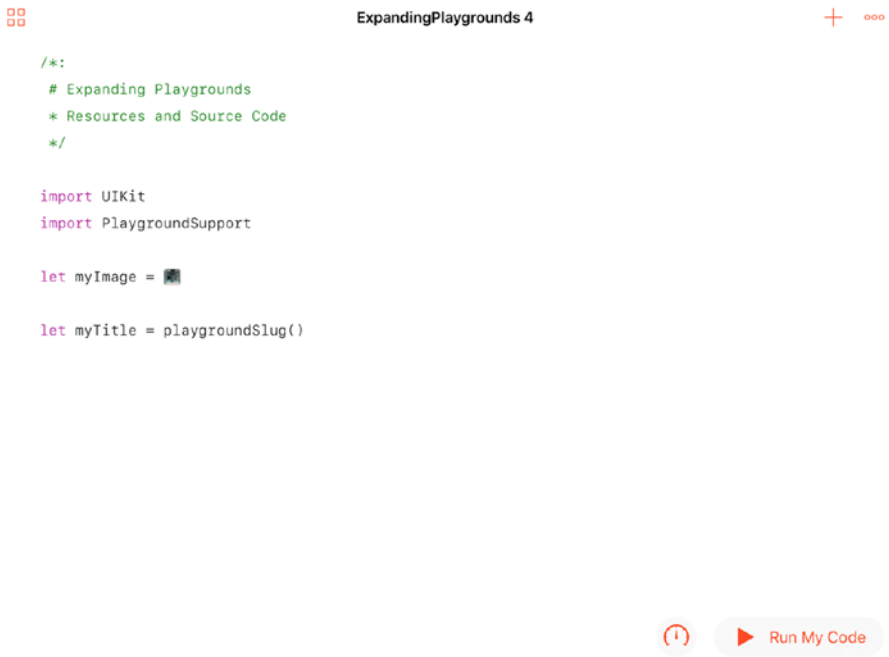 ExpandingPlaygrounds 4
/*:
# Expanding Playgrounds
* Resources and Source Code
*/
import UIKit
import PlaygroundSupport
let myImage =
let myTitle = playgroundSlug()
Run My Code